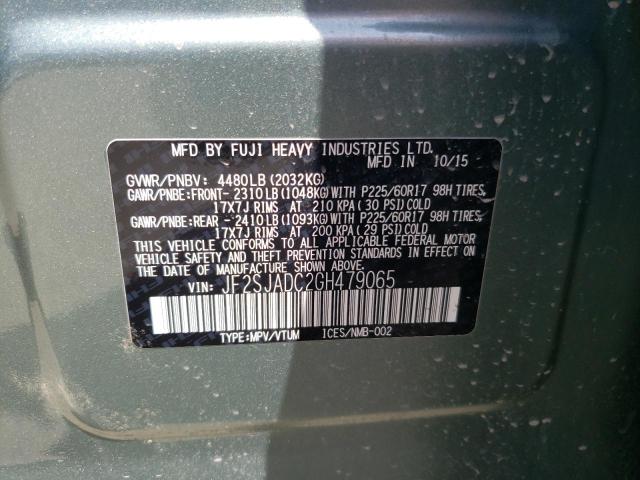 MFD BY FUJI HEAVY INDUSTRIES LTD.
MFD IN 10/15
GVWR/PNBV: 4480LB(2032KG)
GAWR/PNBE:FRONT-2310LB(1048KG)WITH P225/60R17 98H TIRES,
17X7J RIMS AT 210 KPA(30 PSI)COLD
GAWR/PNBE:REAR -2410LB(1093KG)WITH P225/60R17 98H TIRES,
17X7J RIMS AT 200 KPA(29 PSI)COLD
THIS VEHICLE CONFORMS TO ALL APPLICABLE FEDERAL MOTOR
VEHICLE SAFETY AND THEFT PREVENTION STANDARDS IN EFFECT ON
THE DATE OF MANUFACTURE SHOWN ABOVE.
VIN: JF2SJADC2GH479065
TYPE:MPV/VTUM ICES/NMB-002